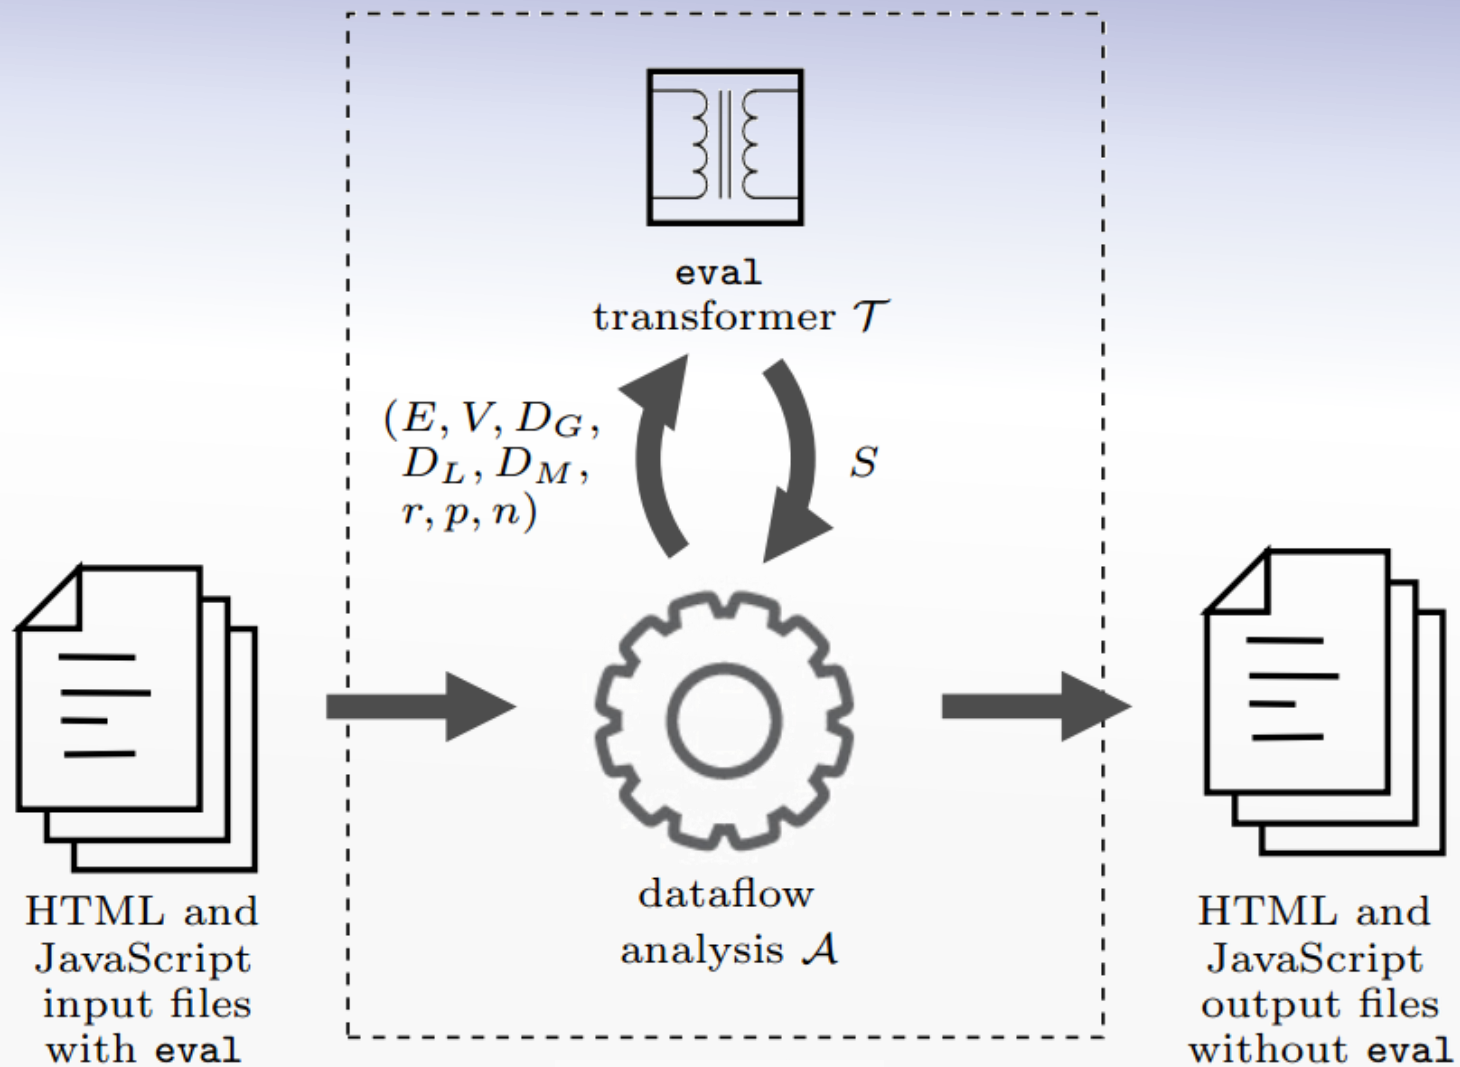 eval
transformer 𝒯
(E, V, D_G,
D_L, D_M,
r, p, n)
S
dataflow
analysis 𝒜
HTML and
JavaScript
input files
with eval
HTML and
JavaScript
output files
without eval